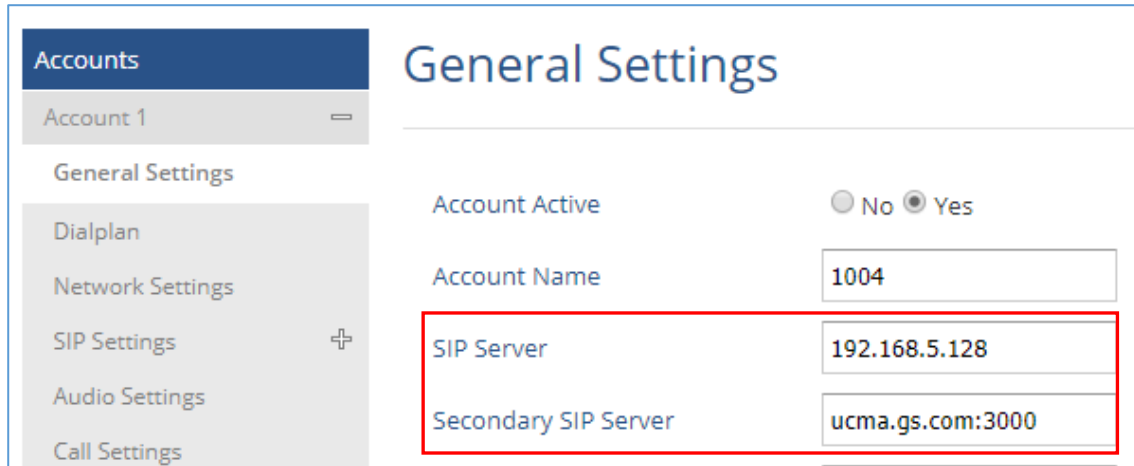 Accounts
Account 1
General Settings
Dialplan
Network Settings
SIP Settings
Audio Settings
Call Settings
General Settings
Account Active No Yes
Account Name 1004
SIP Server 192.168.5.128
Secondary SIP Server ucma.gs.com:3000